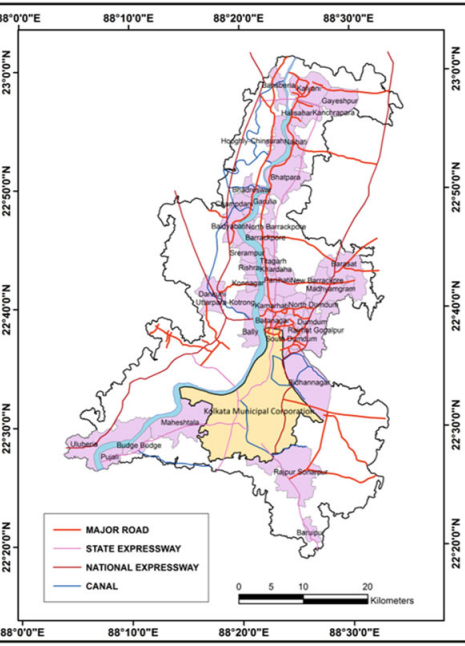 88°0'0"E 88°10'0"E 88°20'0"E 88°30'0"E
23°0'0"N 23°0'0"N
Bansberia Kalyani
Gayeshpur
Halisahar Kanchrapara
Hooghly-Chinsurah Naihati
Bhatpara
22°50'0"N 22°50'0"N
Bhadreswar
Champdani Garulia
Baidyabati North Barrackpore
Barrackpore
Srerampur
Titagarh Barasat
Rishra Khardaha
Konnagar Panihati New Barrackpore
Madhyamgram
Dankuni
22°40'0"N 22°40'0"N
Uttarpara-Kotrong Kamarhati North Dumdum
Baranagar Dumdum
Bally Rajarhat Gopalpur
South Dumdum
Bidhannagar
Kolkata Municipal Corporation
Maheshtala
22°30'0"N 22°30'0"N
Uluberia
Budge Budge
Pujali
Rajpur Sonarpur
Baruipur
22°20'0"N 22°20'0"N
MAJOR ROAD
STATE EXPRESSWAY
NATIONAL EXPRESSWAY
CANAL
0 5 10 20
Kilometers
88°0'0"E 88°10'0"E 88°20'0"E 88°30'0"E